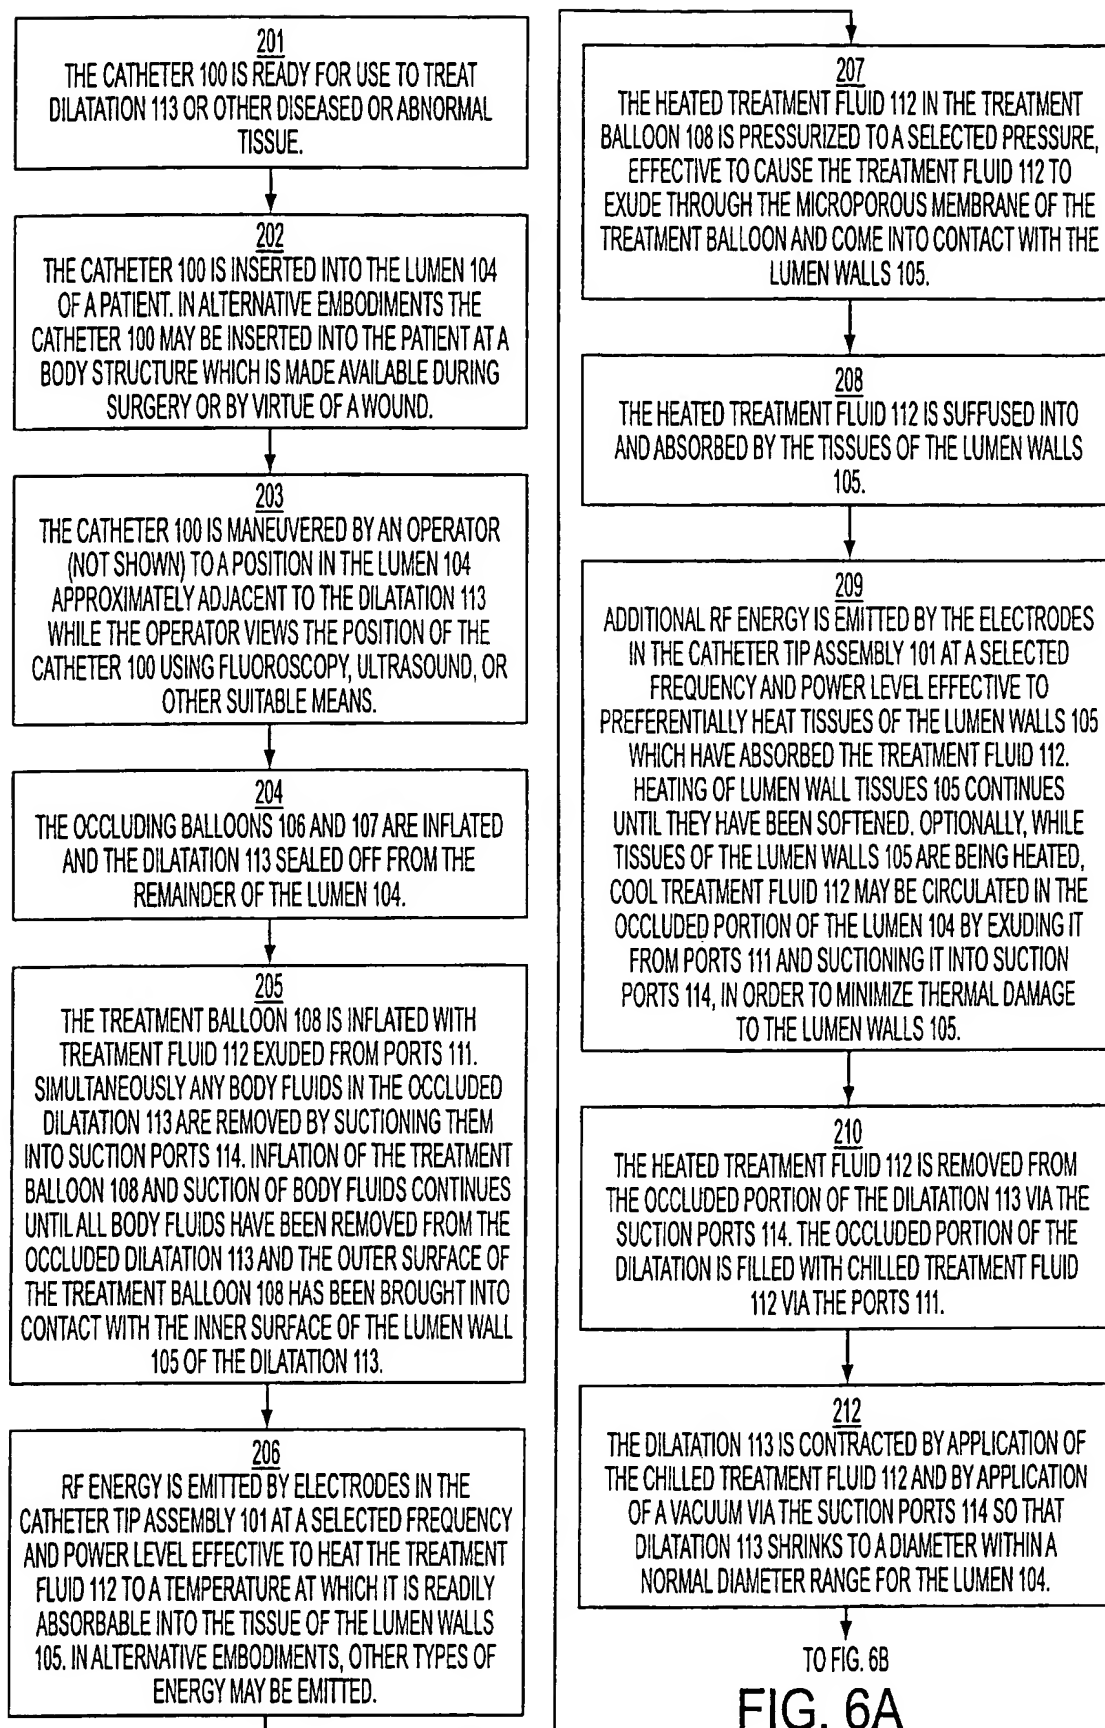 201
THE CATHETER 100 IS READY FOR USE TO TREAT
DILATATION 113 OR OTHER DISEASED OR ABNORMAL
TISSUE.
202
THE CATHETER 100 IS INSERTED INTO THE LUMEN 104
OF A PATIENT. IN ALTERNATIVE EMBODIMENTS THE
CATHETER 100 MAY BE INSERTED INTO THE PATIENT AT A
BODY STRUCTURE WHICH IS MADE AVAILABLE DURING
SURGERY OR BY VIRTUE OF A WOUND.
203
THE CATHETER 100 IS MANEUVERED BY AN OPERATOR
(NOT SHOWN) TO A POSITION IN THE LUMEN 104
APPROXIMATELY ADJACENT TO THE DILATATION 113
WHILE THE OPERATOR VIEWS THE POSITION OF THE
CATHETER 100 USING FLUOROSCOPY, ULTRASOUND, OR
OTHER SUITABLE MEANS.
204
THE OCCLUDING BALLOONS 106 AND 107 ARE INFLATED
AND THE DILATATION 113 SEALED OFF FROM THE
REMAINDER OF THE LUMEN 104.
205
THE TREATMENT BALLOON 108 IS INFLATED WITH
TREATMENT FLUID 112 EXUDED FROM PORTS 111.
SIMULTANEOUSLY ANY BODY FLUIDS IN THE OCCLUDED
DILATATION 113 ARE REMOVED BY SUCTIONING THEM
INTO SUCTION PORTS 114. INFLATION OF THE TREATMENT
BALLOON 108 AND SUCTION OF BODY FLUIDS CONTINUES
UNTIL ALL BODY FLUIDS HAVE BEEN REMOVED FROM THE
OCCLUDED DILATATION 113 AND THE OUTER SURFACE OF
THE TREATMENT BALLOON 108 HAS BEEN BROUGHT INTO
CONTACT WITH THE INNER SURFACE OF THE LUMEN WALL
105 OF THE DILATATION 113.
206
RF ENERGY IS EMITTED BY ELECTRODES IN THE
CATHETER TIP ASSEMBLY 101 AT A SELECTED FREQUENCY
AND POWER LEVEL EFFECTIVE TO HEAT THE TREATMENT
FLUID 112 TO A TEMPERATURE AT WHICH IT IS READILY
ABSORBABLE INTO THE TISSUE OF THE LUMEN WALLS
105. IN ALTERNATIVE EMBODIMENTS, OTHER TYPES OF
ENERGY MAY BE EMITTED.
207
THE HEATED TREATMENT FLUID 112 IN THE TREATMENT
BALLOON 108 IS PRESSURIZED TO A SELECTED PRESSURE,
EFFECTIVE TO CAUSE THE TREATMENT FLUID 112 TO
EXUDE THROUGH THE MICROPOROUS MEMBRANE OF THE
TREATMENT BALLOON AND COME INTO CONTACT WITH THE
LUMEN WALLS 105.
208
THE HEATED TREATMENT FLUID 112 IS SUFFUSED INTO
AND ABSORBED BY THE TISSUES OF THE LUMEN WALLS
105.
209
ADDITIONAL RF ENERGY IS EMITTED BY THE ELECTRODES
IN THE CATHETER TIP ASSEMBLY 101 AT A SELECTED
FREQUENCY AND POWER LEVEL EFFECTIVE TO
PREFERENTIALLY HEAT TISSUES OF THE LUMEN WALLS 105
WHICH HAVE ABSORBED THE TREATMENT FLUID 112.
HEATING OF LUMEN WALL TISSUES 105 CONTINUES
UNTIL THEY HAVE BEEN SOFTENED. OPTIONALLY, WHILE
TISSUES OF THE LUMEN WALLS 105 ARE BEING HEATED,
COOL TREATMENT FLUID 112 MAY BE CIRCULATED IN THE
OCCLUDED PORTION OF THE LUMEN 104 BY EXUDING IT
FROM PORTS 111 AND SUCTIONING IT INTO SUCTION
PORTS 114, IN ORDER TO MINIMIZE THERMAL DAMAGE
TO THE LUMEN WALLS 105.
210
THE HEATED TREATMENT FLUID 112 IS REMOVED FROM
THE OCCLUDED PORTION OF THE DILATATION 113 VIA THE
SUCTION PORTS 114. THE OCCLUDED PORTION OF THE
DILATATION IS FILLED WITH CHILLED TREATMENT FLUID
112 VIA THE PORTS 111.
212
THE DILATATION 113 IS CONTRACTED BY APPLICATION OF
THE CHILLED TREATMENT FLUID 112 AND BY APPLICATION
OF A VACUUM VIA THE SUCTION PORTS 114 SO THAT
DILATATION 113 SHRINKS TO A DIAMETER WITHIN A
NORMAL DIAMETER RANGE FOR THE LUMEN 104.
TO FIG. 6B
FIG. 6A